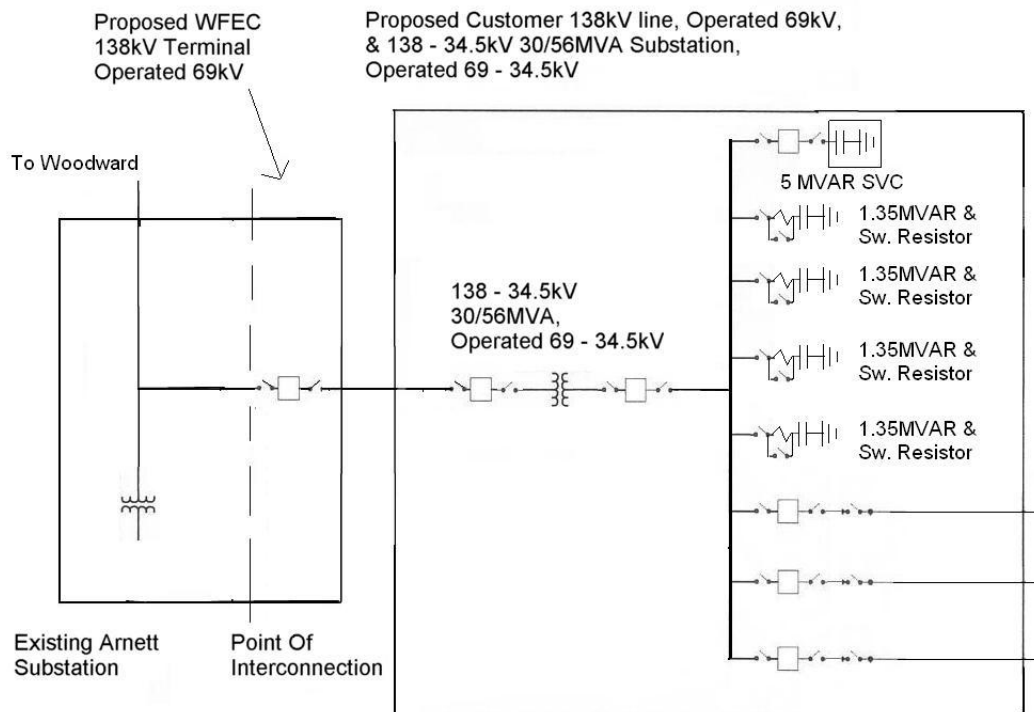 Proposed WFEC
138kV Terminal
Operated 69kV
Proposed Customer 138kV line, Operated 69kV,
& 138 - 34.5kV 30/56MVA Substation,
Operated 69 - 34.5kV
To Woodward
5 MVAR SVC
1.35MVAR &
Sw. Resistor
1.35MVAR &
Sw. Resistor
138 - 34.5kV
30/56MVA,
Operated 69 - 34.5kV
1.35MVAR &
Sw. Resistor
1.35MVAR &
Sw. Resistor
Existing Arnett
Substation
Point Of
Interconnection